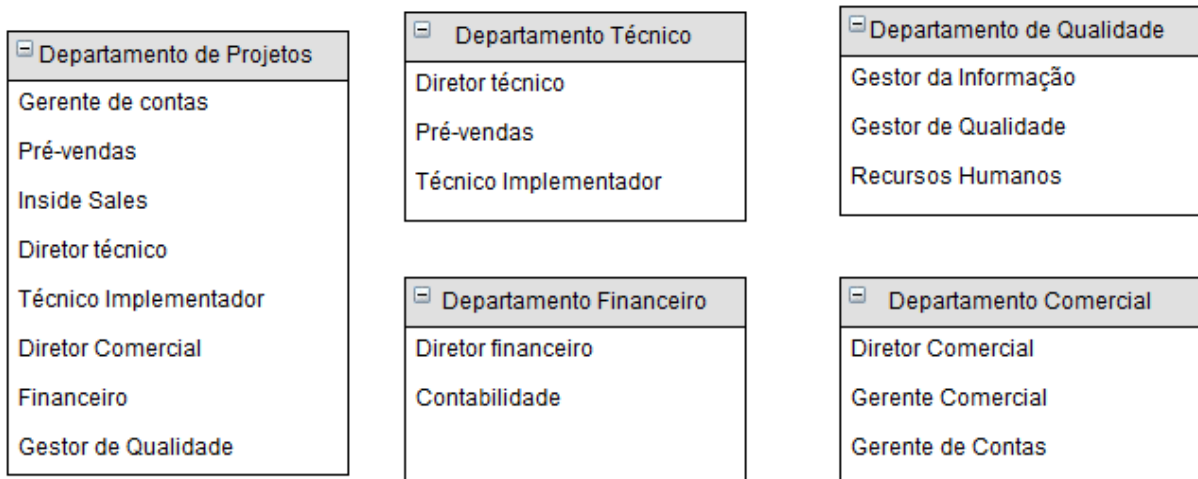 Departamento de Projetos
Gerente de contas
Pré-vendas
Inside Sales
Diretor técnico
Técnico Implementador
Diretor Comercial
Financeiro
Gestor de Qualidade
Departamento Técnico
Diretor técnico
Pré-vendas
Técnico Implementador
Departamento de Qualidade
Gestor da Informação
Gestor de Qualidade
Recursos Humanos
Departamento Financeiro
Diretor financeiro
Contabilidade
Departamento Comercial
Diretor Comercial
Gerente Comercial
Gerente de Contas